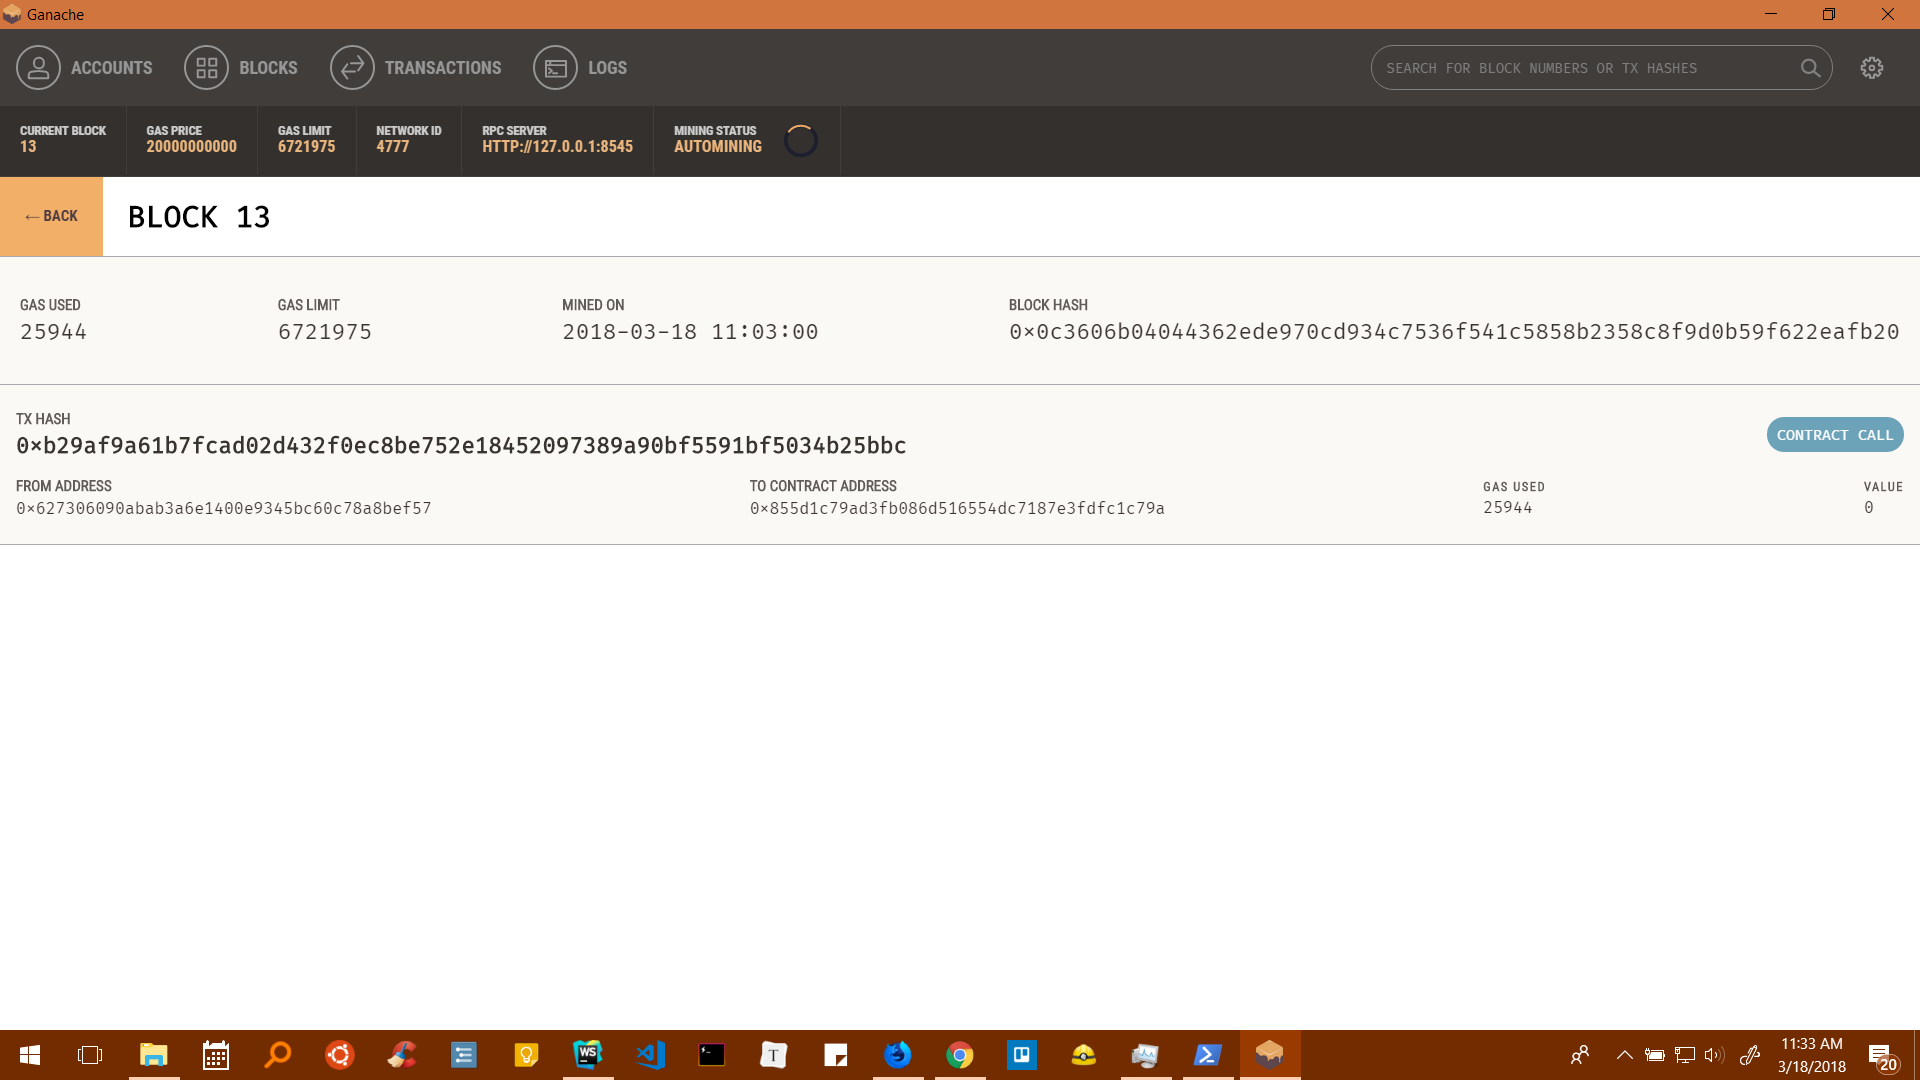 Ganache
ACCOUNTS
BLOCKS
TRANSACTIONS
LOGS
SEARCH FOR BLOCK NUMBERS OR TX HASHES
CURRENT BLOCK
13
GAS PRICE
20000000000
GAS LIMIT
6721975
NETWORK ID
4777
RPC SERVER
HTTP://127.0.0.1:8545
MINING STATUS
AUTOMINING
← BACK
BLOCK 13
GAS USED
25944
GAS LIMIT
6721975
MINED ON
2018-03-18 11:03:00
BLOCK HASH
0×0c3606b04044362ede970cd934c7536f541c5858b2358c8f9d0b59f622eafb20
TX HASH
0×b29af9a61b7fcad02d432f0ec8be752e18452097389a90bf5591bf5034b25bbc
CONTRACT CALL
FROM ADDRESS
0×627306090abab3a6e1400e9345bc60c78a8bef57
TO CONTRACT ADDRESS
0×855d1c79ad3fb086d516554dc7187e3fdfc1c79a
GAS USED
25944
VALUE
0
WS
T
11:33 AM
3/18/2018
20